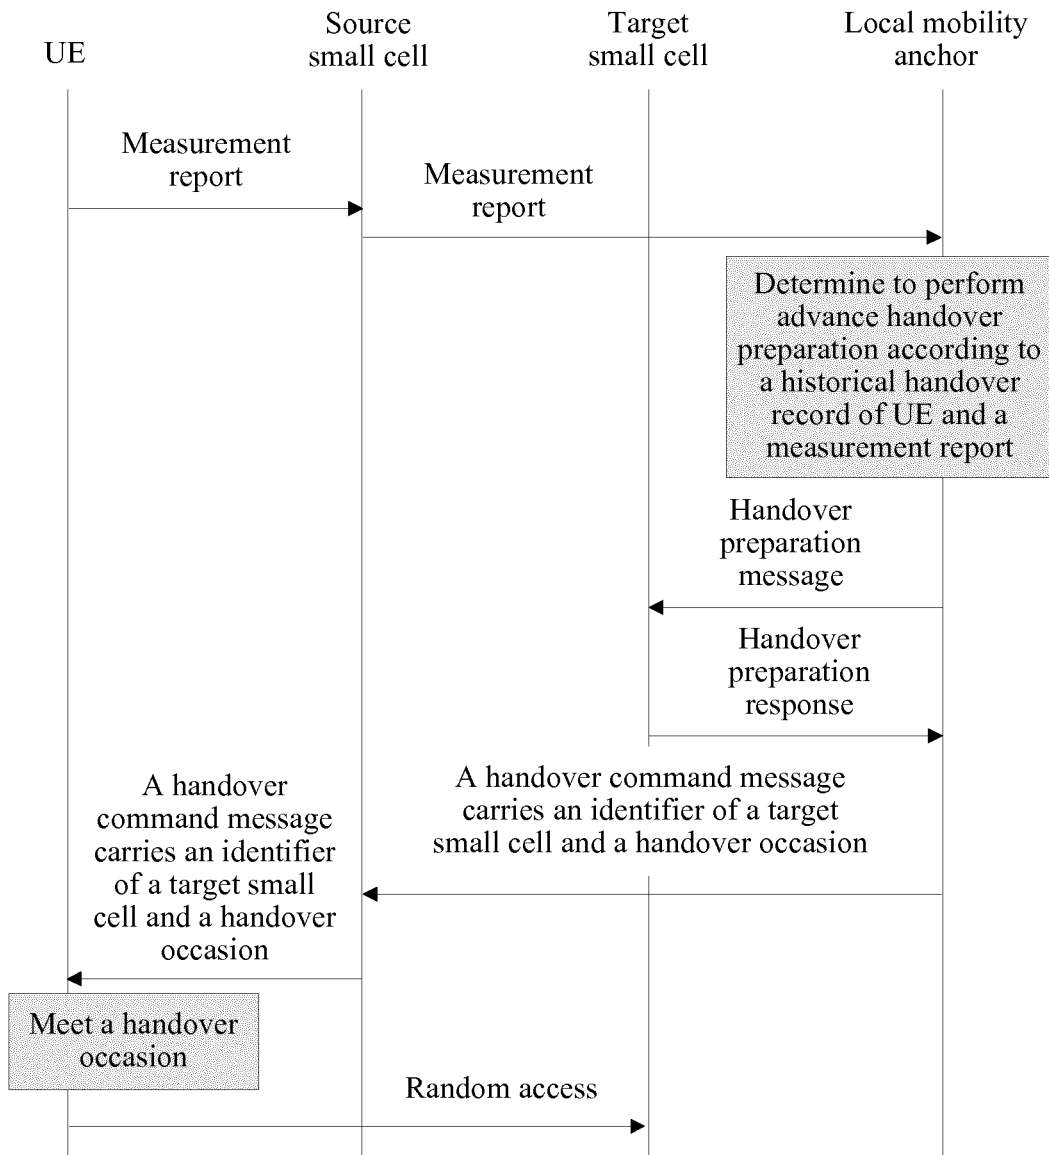 UE
Source
small cell
Target
small cell
Local mobility
anchor
Measurement
report
Measurement
report
Determine to perform
advance handover
preparation according to
a historical handover
record of UE and a
measurement report
Handover
preparation
message
Handover
preparation
response
A handover command message
carries an identifier of a target
small cell and a handover occasion
A handover
command message
carries an identifier
of a target small
cell and a handover
occasion
Meet a handover
occasion
Random access